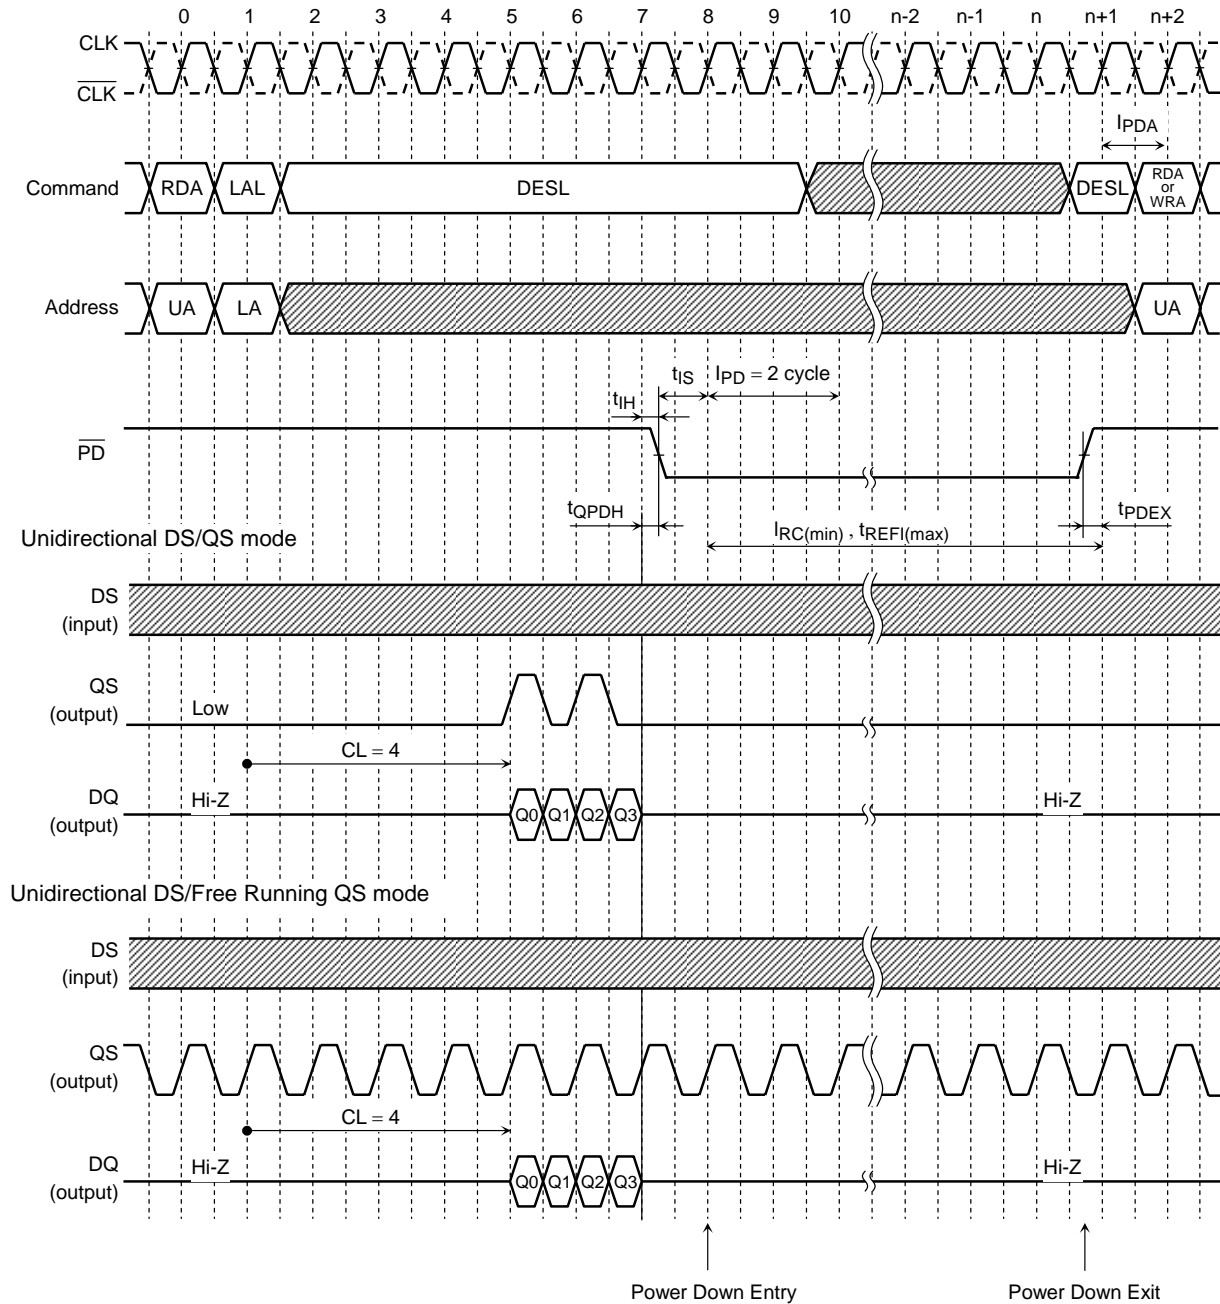 0 1 2 3 4 5 6 7 8 9 10 n-2 n-1 n n+1 n+2
CLK
CLK
IPDA
Command RDA LAL DESL DESL RDA or WRA
Address UA LA UA
tIS IPD = 2 cycle
tIH
PD
tQPDH tPDEX
Unidirectional DS/QS mode IRC(min) , tREFI(max)
DS
(input)
QS
(output) Low
CL = 4
DQ
(output) Hi-Z Q0 Q1 Q2 Q3 Hi-Z
Unidirectional DS/Free Running QS mode
DS
(input)
QS
(output)
CL = 4
DQ
(output) Hi-Z Q0 Q1 Q2 Q3 Hi-Z
Power Down Entry Power Down Exit